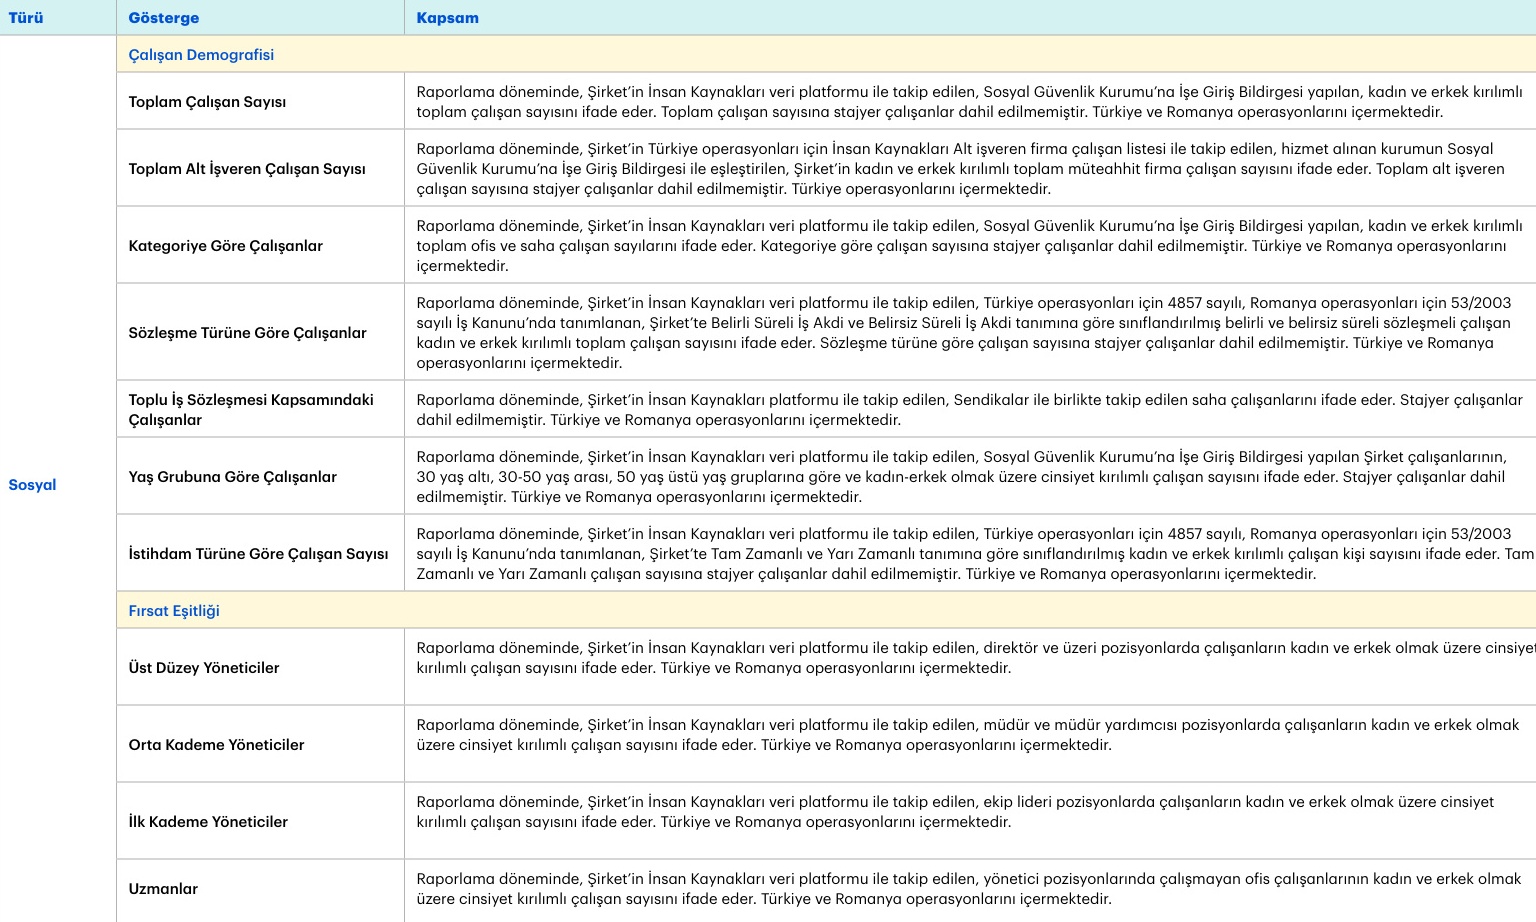 Türü
Gösterge
Kapsam
Çalışan Demografisi
Toplam Çalışan Sayısı
Raporlama döneminde, Şirket’in İnsan Kaynakları veri platformu ile takip edilen, Sosyal Güvenlik Kurumu’na İşe Giriş Bildirgesi yapılan, kadın ve erkek kırılımlı
toplam çalışan sayısını ifade eder. Toplam çalışan sayısına stajyer çalışanlar dahil edilmemiştir. Türkiye ve Romanya operasyonlarını içermektedir.
Toplam Alt İşveren Çalışan Sayısı
Raporlama döneminde, Şirket’in Türkiye operasyonları için İnsan Kaynakları Alt işveren firma çalışan listesi ile takip edilen, hizmet alınan kurumun Sosyal
Güvenlik Kurumu’na İşe Giriş Bildirgesi ile eşleştirilen, Şirket’in kadın ve erkek kırılımlı toplam müteahhit firma çalışan sayısını ifade eder. Toplam alt işveren
çalışan sayısına stajyer çalışanlar dahil edilmemiştir. Türkiye operasyonlarını içermektedir.
Kategoriye Göre Çalışanlar
Raporlama döneminde, Şirket’in İnsan Kaynakları veri platformu ile takip edilen, Sosyal Güvenlik Kurumu’na İşe Giriş Bildirgesi yapılan, kadın ve erkek kırılımlı
toplam ofis ve saha çalışan sayılarını ifade eder. Kategoriye göre çalışan sayısına stajyer çalışanlar dahil edilmemiştir. Türkiye ve Romanya operasyonlarını
içermektedir.
Sözleşme Türüne Göre Çalışanlar
Raporlama döneminde, Şirket’in İnsan Kaynakları veri platformu ile takip edilen, Türkiye operasyonları için 4857 sayılı, Romanya operasyonları için 53/2003
sayılı İş Kanunu’nda tanımlanan, Şirket’te Belirli Süreli İş Akdi ve Belirsiz Süreli İş Akdi tanımına göre sınıflandırılmış belirli ve belirsiz süreli sözleşmeli çalışan
kadın ve erkek kırılımlı toplam çalışan sayısını ifade eder. Sözleşme türüne göre çalışan sayısına stajyer çalışanlar dahil edilmemiştir. Türkiye ve Romanya
operasyonlarını içermektedir.
Toplu İş Sözleşmesi Kapsamındaki
Çalışanlar
Raporlama döneminde, Şirket’in İnsan Kaynakları platformu ile takip edilen, Sendikalar ile birlikte takip edilen saha çalışanlarını ifade eder. Stajyer çalışanlar
dahil edilmemiştir. Türkiye ve Romanya operasyonlarını içermektedir.
Sosyal
Yaş Grubuna Göre Çalışanlar
Raporlama döneminde, Şirket’in İnsan Kaynakları veri platformu ile takip edilen, Sosyal Güvenlik Kurumu’na İşe Giriş Bildirgesi yapılan Şirket çalışanlarının,
30 yaş altı, 30-50 yaş arası, 50 yaş üstü yaş gruplarına göre ve kadın-erkek olmak üzere cinsiyet kırılımlı çalışan sayısını ifade eder. Stajyer çalışanlar dahil
edilmemiştir. Türkiye ve Romanya operasyonlarını içermektedir.
İstihdam Türüne Göre Çalışan Sayısı
Raporlama döneminde, Şirket’in İnsan Kaynakları veri platformu ile takip edilen, Türkiye operasyonları için 4857 sayılı, Romanya operasyonları için 53/2003
sayılı İş Kanunu’nda tanımlanan, Şirket’te Tam Zamanlı ve Yarı Zamanlı tanımına göre sınıflandırılmış kadın ve erkek kırılımlı çalışan kişi sayısını ifade eder. Tam
Zamanlı ve Yarı Zamanlı çalışan sayısına stajyer çalışanlar dahil edilmemiştir. Türkiye ve Romanya operasyonlarını içermektedir.
Fırsat Eşitliği
Üst Düzey Yöneticiler
Raporlama döneminde, Şirket’in İnsan Kaynakları veri platformu ile takip edilen, direktör ve üzeri pozisyonlarda çalışanların kadın ve erkek olmak üzere cinsiyet
kırılımlı çalışan sayısını ifade eder. Türkiye ve Romanya operasyonlarını içermektedir.
Orta Kademe Yöneticiler
Raporlama döneminde, Şirket’in İnsan Kaynakları veri platformu ile takip edilen, müdür ve müdür yardımcısı pozisyonlarda çalışanların kadın ve erkek olmak
üzere cinsiyet kırılımlı çalışan sayısını ifade eder. Türkiye ve Romanya operasyonlarını içermektedir.
İlk Kademe Yöneticiler
Raporlama döneminde, Şirket’in İnsan Kaynakları veri platformu ile takip edilen, ekip lideri pozisyonlarda çalışanların kadın ve erkek olmak üzere cinsiyet
kırılımlı çalışan sayısını ifade eder. Türkiye ve Romanya operasyonlarını içermektedir.
Uzmanlar
Raporlama döneminde, Şirket’in İnsan Kaynakları veri platformu ile takip edilen, yönetici pozisyonlarında çalışmayan ofis çalışanlarının kadın ve erkek olmak
üzere cinsiyet kırılımlı çalışan sayısını ifade eder. Türkiye ve Romanya operasyonlarını içermektedir.